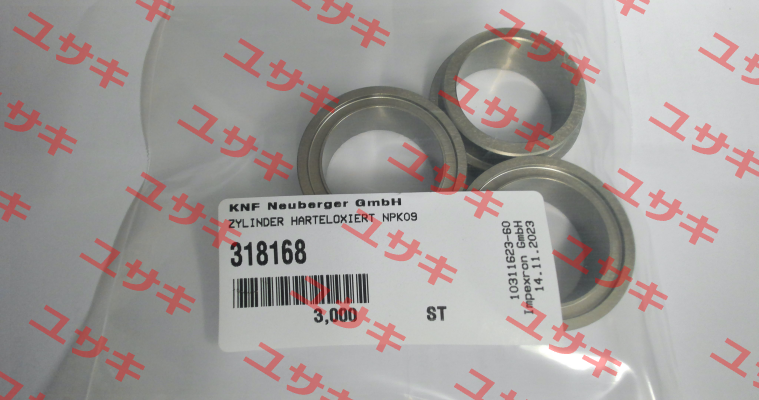 KNF Neuberger GmbH
ZYLINDER HARTELOXIERT NPK09
318168
3,000 ST
10311623-60
Impexron GmbH
14.11.2023
ユサキ